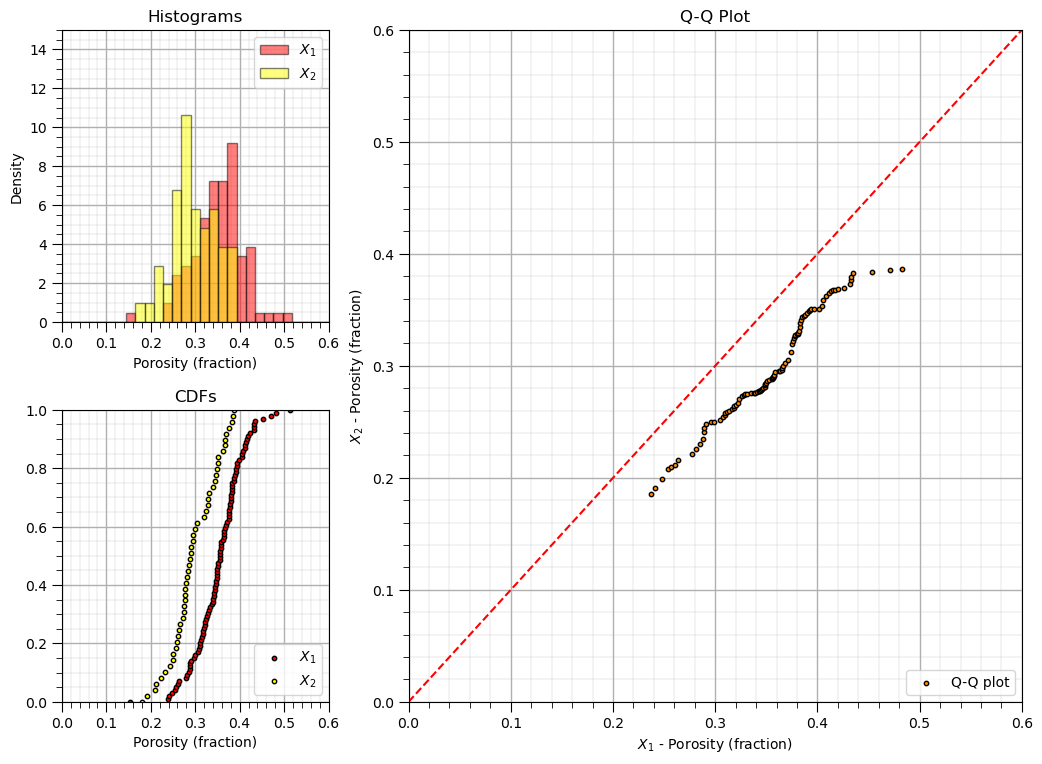 Histograms
Density
14
12
10
8
6
4
2
0
X₁
X₂
0.0 0.1 0.2 0.3 0.4 0.5 0.6
Porosity (fraction)
CDFs
1.0
0.8
0.6
0.4
0.2
0.0
X₁
X₂
0.0 0.1 0.2 0.3 0.4 0.5 0.6
Porosity (fraction)
Q-Q Plot
X₂ - Porosity (fraction)
0.6
0.5
0.4
0.3
0.2
0.1
0.0
Q-Q plot
0.0 0.1 0.2 0.3 0.4 0.5 0.6
X₁ - Porosity (fraction)